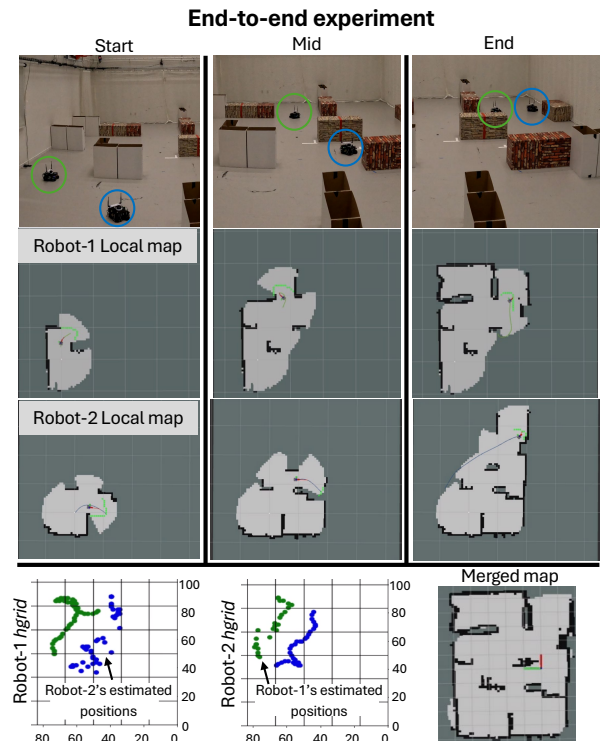 End-to-end experiment
Start
Mid
End
Robot-1 Local map
Robot-2 Local map
Robot-1 hgrid
100
80
60
40
20
0
Robot-2's estimated
positions
80
60
40
20
0
Robot-2 hgrid
100
80
60
40
20
0
Robot-1's estimated
positions
80
60
40
20
0
Merged map